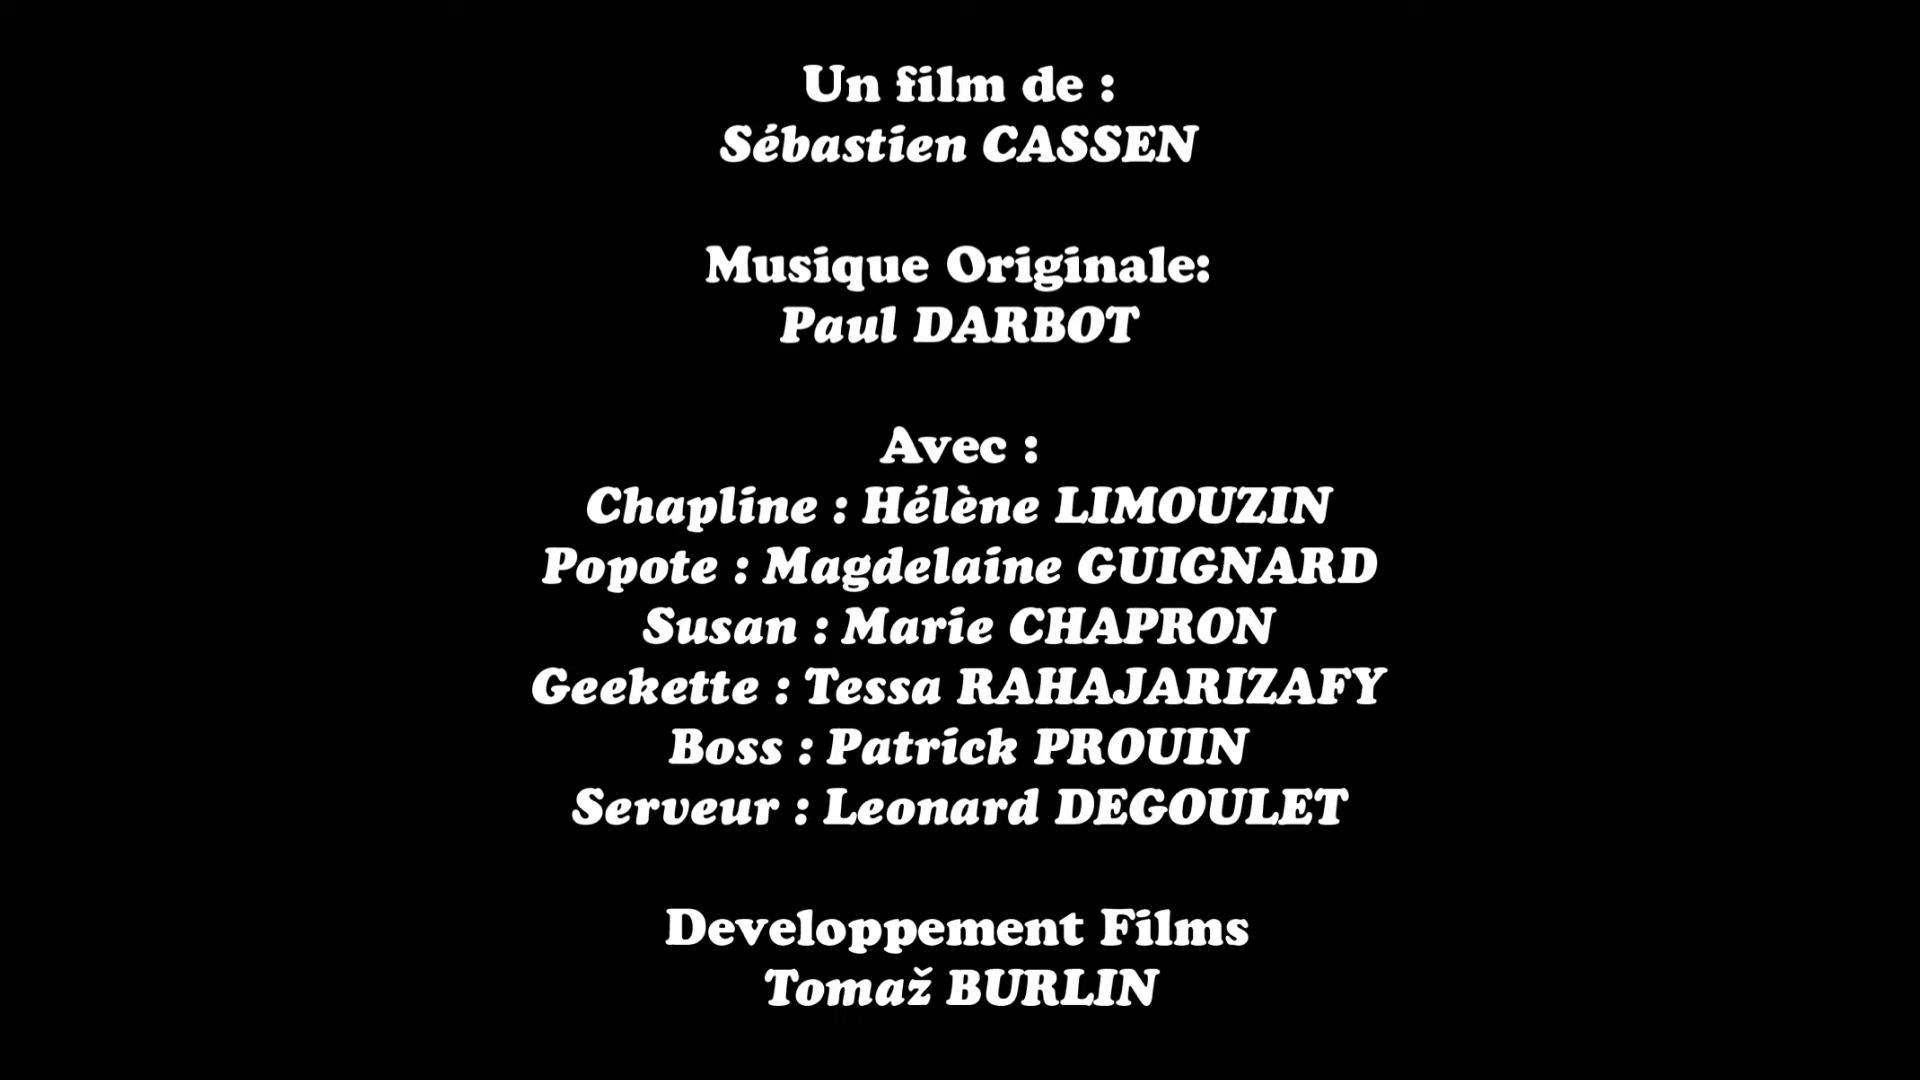 Un film de :
Sébastien CASSEN
Musique Originale:
Paul DARBOT
Avec :
Chapline : Hélène LIMOUZIN
Popote : Magdelaine GUIGNARD
Susan : Marie CHAPRON
Geekette : Tessa RAHAJARIZAFY
Boss : Patrick PROUIN
Serveur : Leonard DEGOULET
Developpement Films
Tomaž BURLIN